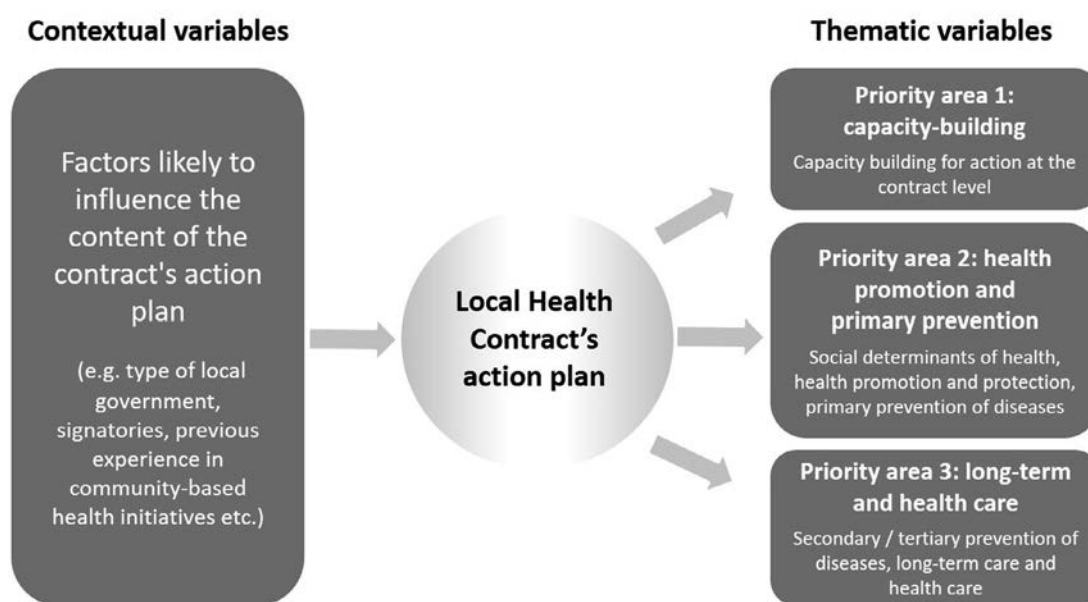 Contextual variables
Factors likely to
influence the
content of the
contract's action
plan
(e.g. type of local
government,
signatories, previous
experience in
community-based
health initiatives etc.)
Local Health
Contract’s
action plan
Thematic variables
Priority area 1:
capacity-building
Capacity building for action at the
contract level
Priority area 2: health
promotion and
primary prevention
Social determinants of health,
health promotion and protection,
primary prevention of diseases
Priority area 3: long-term
and health care
Secondary / tertiary prevention of
diseases, long-term care and
health care